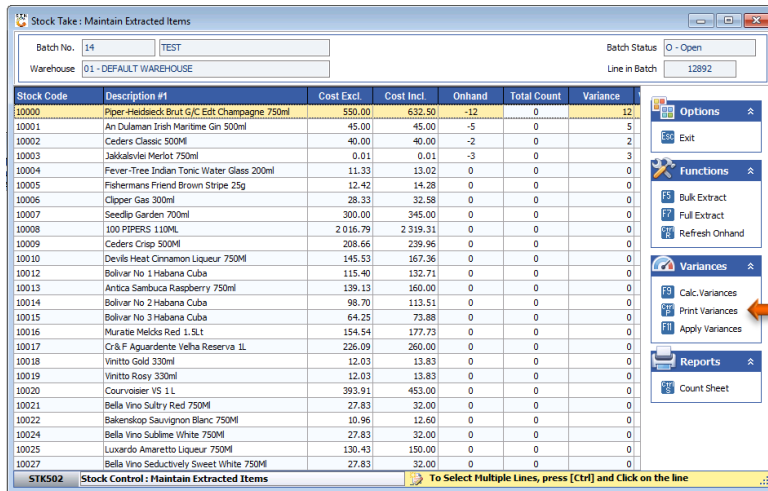 Stock Take : Maintain Extracted Items
Batch No. 14 TEST Batch Status O - Open
Warehouse 01 - DEFAULT WAREHOUSE Line in Batch 12892
Stock Code Description #1 Cost Excl. Cost Incl. Onhand Total Count Variance
10000 Piper-Heidsieck Brut G/C Edt Champagne 750ml 550.00 632.50 -12 0 12
10001 An Dulaman Irish Maritime Gin 500ml 45.00 45.00 -5 0 5
10002 Ceders Classic 500Ml 40.00 40.00 -2 0 2
10003 Jakkalsvlei Merlot 750ml 0.01 0.01 -3 0 3
10004 Fever-Tree Indian Tonic Water Glass 200ml 11.33 13.02 0 0 0
10005 Fishermans Friend Brown Stripe 25g 12.42 14.28 0 0 0
10006 Clipper Gas 300ml 28.33 32.58 0 0 0
10007 Seedlip Garden 700ml 300.00 345.00 0 0 0
10008 100 PIPERS 110ML 2 016.79 2 319.31 0 0 0
10009 Ceders Crisp 500Ml 208.66 239.96 0 0 0
10010 Devils Heat Cinnamon Liqueur 750Ml 145.53 167.36 0 0 0
10012 Bolivar No 1 Habana Cuba 115.40 132.71 0 0 0
10013 Antica Sambuca Raspberry 750ml 139.13 160.00 0 0 0
10014 Bolivar No 2 Habana Cuba 98.70 113.51 0 0 0
10015 Bolivar No 3 Habana Cuba 64.25 73.88 0 0 0
10016 Muratie Melcks Red 1.5Lt 154.54 177.73 0 0 0
10017 Cr&F Aguardente Velha Reserva 1L 226.09 260.00 0 0 0
10018 Vinitto Gold 330ml 12.03 13.83 0 0 0
10019 Vinitto Rosy 330ml 12.03 13.83 0 0 0
10020 Courvoisier VS 1 L 393.91 453.00 0 0 0
10021 Bella Vino Sultry Red 750Ml 27.83 32.00 0 0 0
10022 Bakenskop Sauvignon Blanc 750Ml 10.96 12.60 0 0 0
10024 Bella Vino Sublime White 750Ml 27.83 32.00 0 0 0
10025 Luxardo Amaretto Liqueur 750Ml 130.43 150.00 0 0 0
10027 Bella Vino Seductively Sweet White 750Ml 27.83 32.00 0 0 0
Options
Esc Exit
Functions
F5 Bulk Extract
F7 Full Extract
Ctrl R Refresh Onhand
Variances
F9 Calc.Variances
Ctrl P Print Variances
F11 Apply Variances
Reports
Ctrl S Count Sheet
STK502 Stock Control : Maintain Extracted Items To Select Multiple Lines, press [Ctrl] and Click on the line